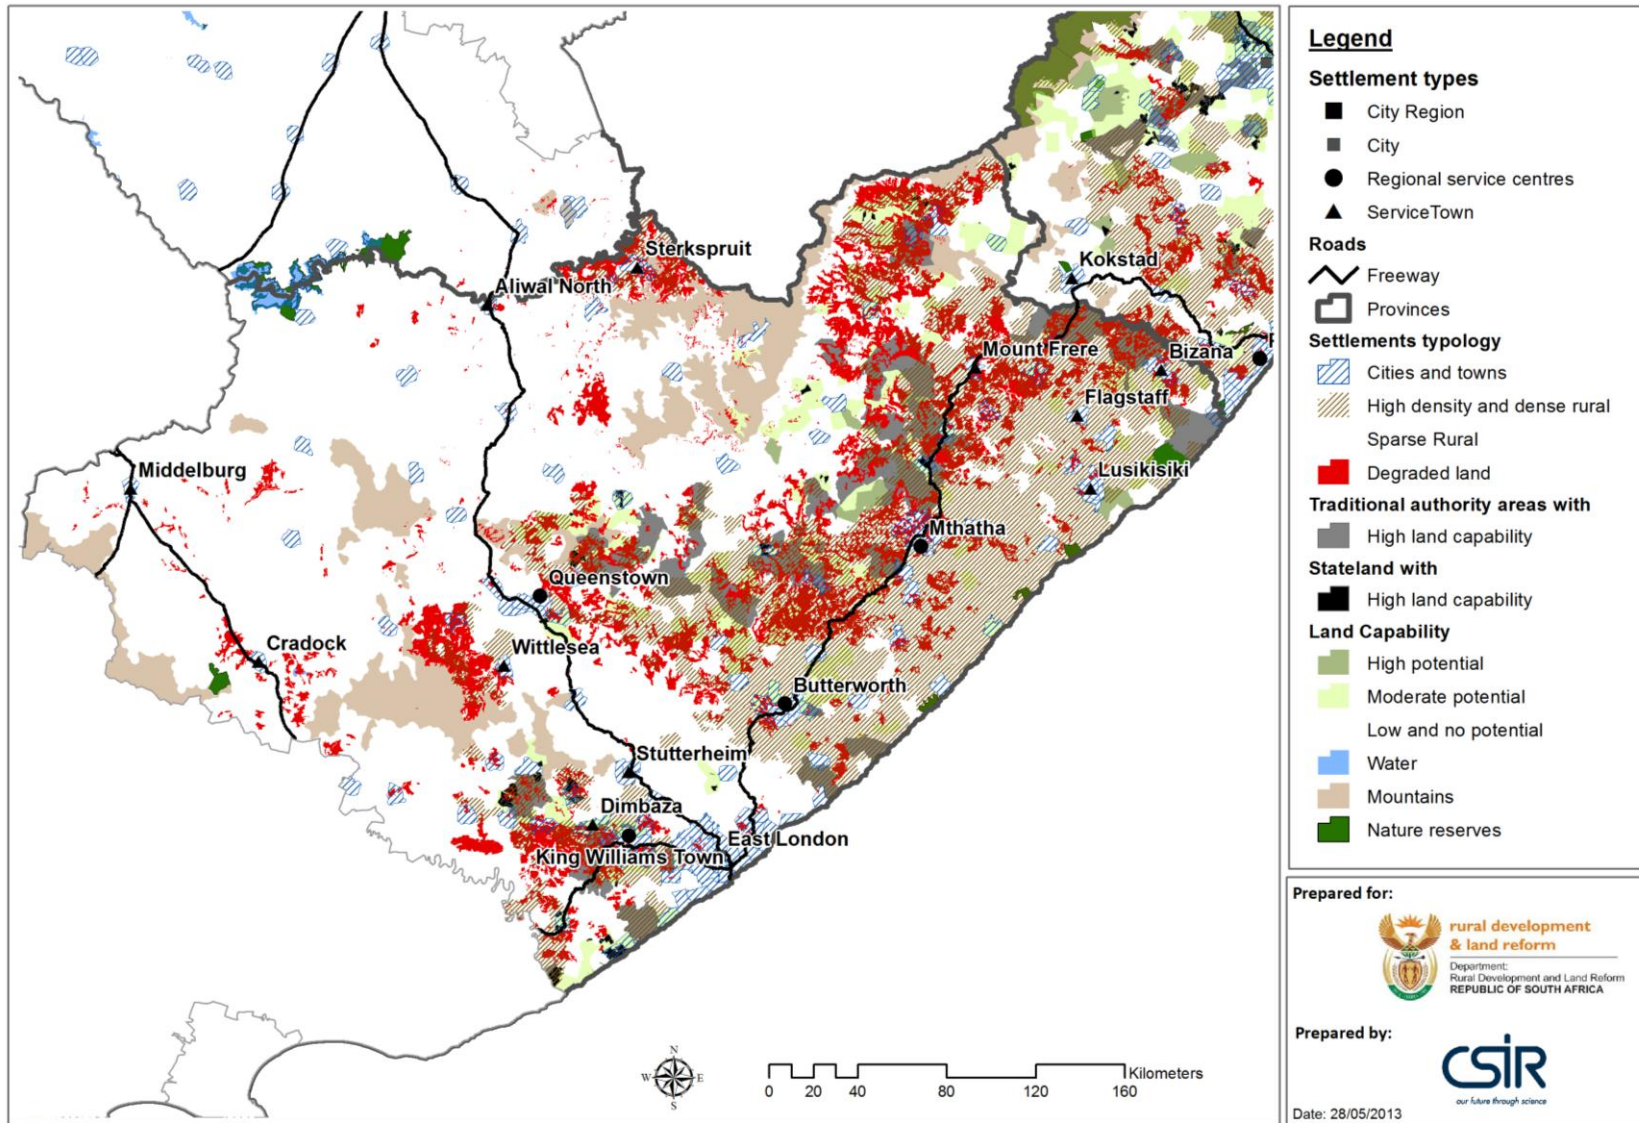 Sterkspruit
Aliwal North
Kokstad
Mount Frere
Bizana
Flagstaff
Middelburg
Lusikisiki
Mthatha
Queenstown
Cradock
Wittlesea
Butterworth
Stutterheim
Dimbaza
East London
King Williams Town
N
W E
S
Kilometers
0 20 40 80 120 160
Legend
Settlement types
City Region
City
Regional service centres
ServiceTown
Roads
Freeway
Provinces
Settlements typology
Cities and towns
High density and dense rural
Sparse Rural
Degraded land
Traditional authority areas with
High land capability
Stateland with
High land capability
Land Capability
High potential
Moderate potential
Low and no potential
Water
Mountains
Nature reserves
Prepared for:
rural development
& land reform
Department:
Rural Development and Land Reform
REPUBLIC OF SOUTH AFRICA
Prepared by:
CSIR
our future through science
Date: 28/05/2013